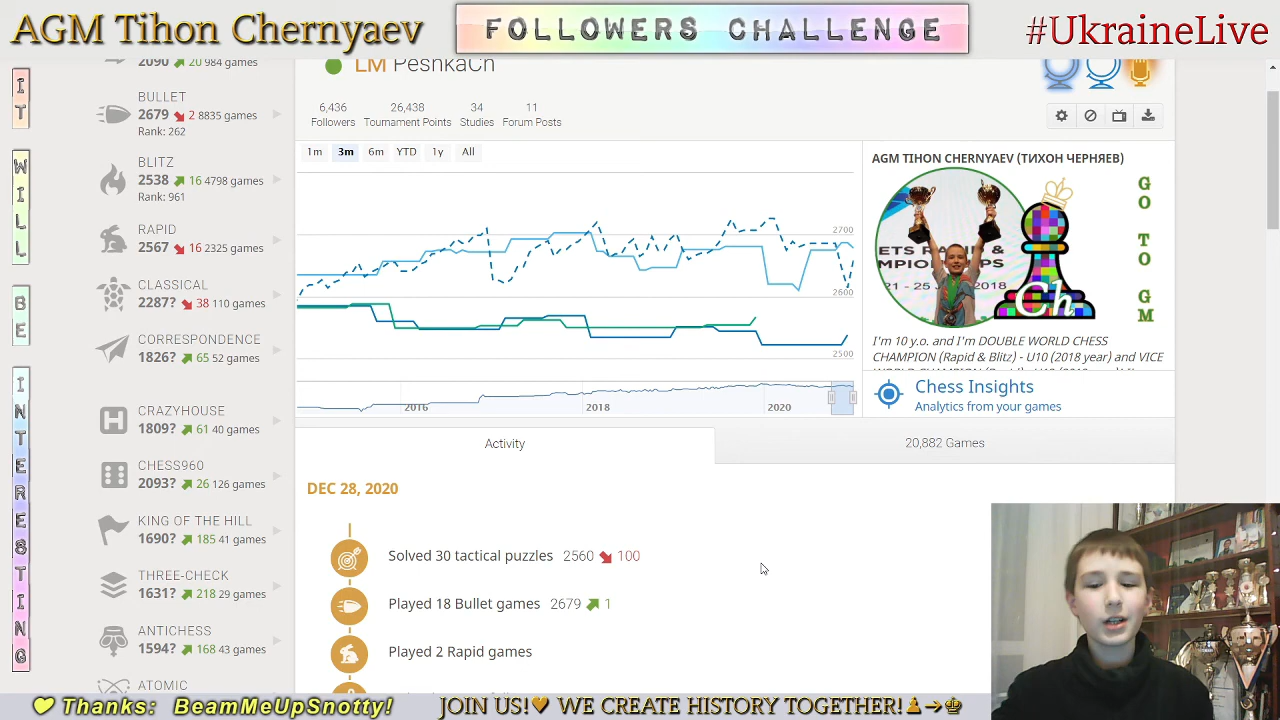 AGM Tihon Chernyaev
FOLLOWERS CHALLENGE
#UkraineLive
IT
WILL
BE
INTERESTING
2090 20 984 games
BULLET
2679 2 8835 games
Rank: 262
BLITZ
2538 16 4798 games
Rank: 961
RAPID
2567 16 2325 games
CLASSICAL
2287? 38 110 games
CORRESPONDENCE
1826? 65 52 games
CRAZYHOUSE
1809? 61 40 games
CHESS960
2093? 26 126 games
KING OF THE HILL
1690? 185 41 games
THREE-CHECK
1631? 218 29 games
ANTICHESS
1594? 168 43 games
ATOMIC
LM PeshkaCh
6,436 26,438 34 11
Followers Tournament Points Studies Forum Posts
1m 3m 6m YTD 1y All
2700
2600
2500
2016 2018 2020
AGM TIHON CHERNYAEV (ТИХОН ЧЕРНЯЕВ)
ETS RAPID &
MPIO
PS
21 - 25 2018
Ch
GO
TO
GM
I'm 10 y.o. and I'm DOUBLE WORLD CHESS
CHAMPION (Rapid & Blitz) - U10 (2018 year) and VICE
Chess Insights
Analytics from your games
Activity 20,882 Games
DEC 28, 2020
Solved 30 tactical puzzles 2560 100
Played 18 Bullet games 2679 1
Played 2 Rapid games
Thanks: BeamMeUpSnotty!
JOIN US! WE CREATE HISTORY TOGETHER!